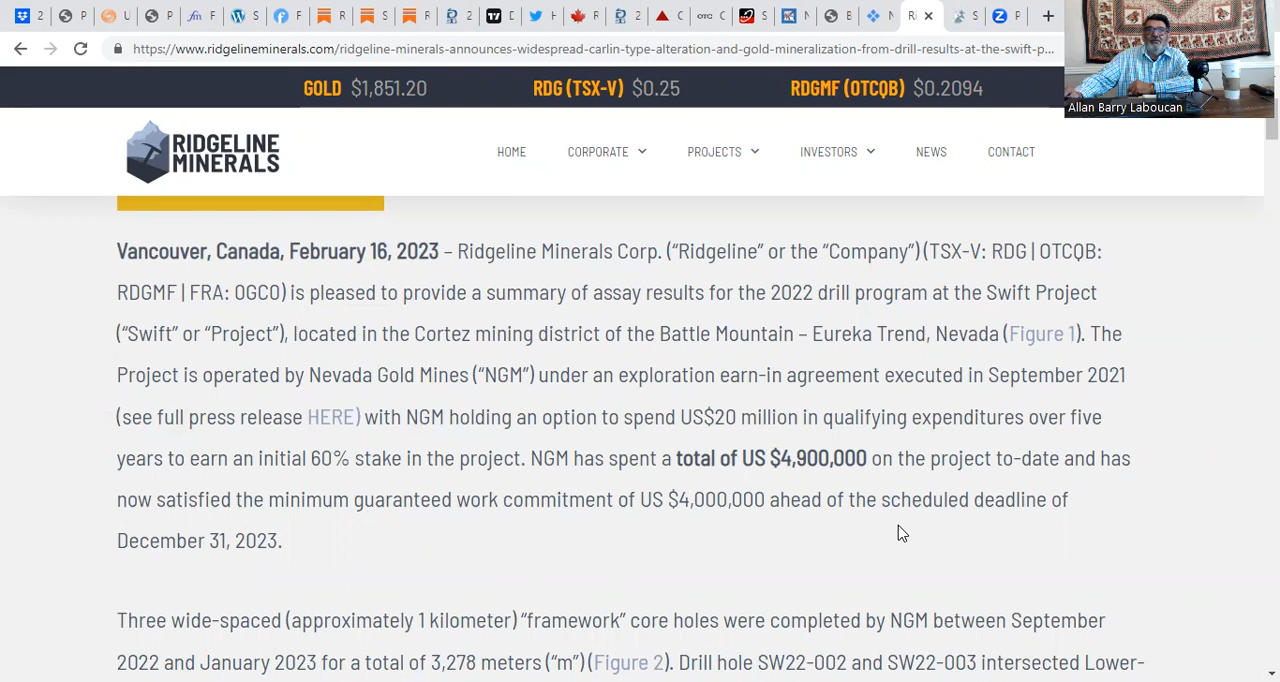 2
P
U
P
F
S
F
R
S
R
2
D
H
R
2
C
OTC C
S
N
B
N
Ri
S
P
https://www.ridgelineminerals.com/ridgeline-minerals-announces-widespread-carlin-type-alteration-and-gold-mineralization-from-drill-results-at-the-swift-p...
Allan Barry Laboucan
GOLD $1,851.20 RDG (TSX-V) $0.25 RDGMF (OTCQB) $0.2094
RIDGELINE
MINERALS
HOME CORPORATE PROJECTS INVESTORS NEWS CONTACT
Vancouver, Canada, February 16, 2023 – Ridgeline Minerals Corp. (“Ridgeline” or the “Company”) (TSX-V: RDG | OTCQB:
RDGMF | FRA: 0GC0) is pleased to provide a summary of assay results for the 2022 drill program at the Swift Project
(“Swift” or “Project”), located in the Cortez mining district of the Battle Mountain – Eureka Trend, Nevada (Figure 1). The
Project is operated by Nevada Gold Mines (“NGM”) under an exploration earn-in agreement executed in September 2021
(see full press release HERE) with NGM holding an option to spend US$20 million in qualifying expenditures over five
years to earn an initial 60% stake in the project. NGM has spent a total of US $4,900,000 on the project to-date and has
now satisfied the minimum guaranteed work commitment of US $4,000,000 ahead of the scheduled deadline of
December 31, 2023.
Three wide-spaced (approximately 1 kilometer) “framework” core holes were completed by NGM between September
2022 and January 2023 for a total of 3,278 meters (“m”) (Figure 2). Drill hole SW22-002 and SW22-003 intersected Lower-